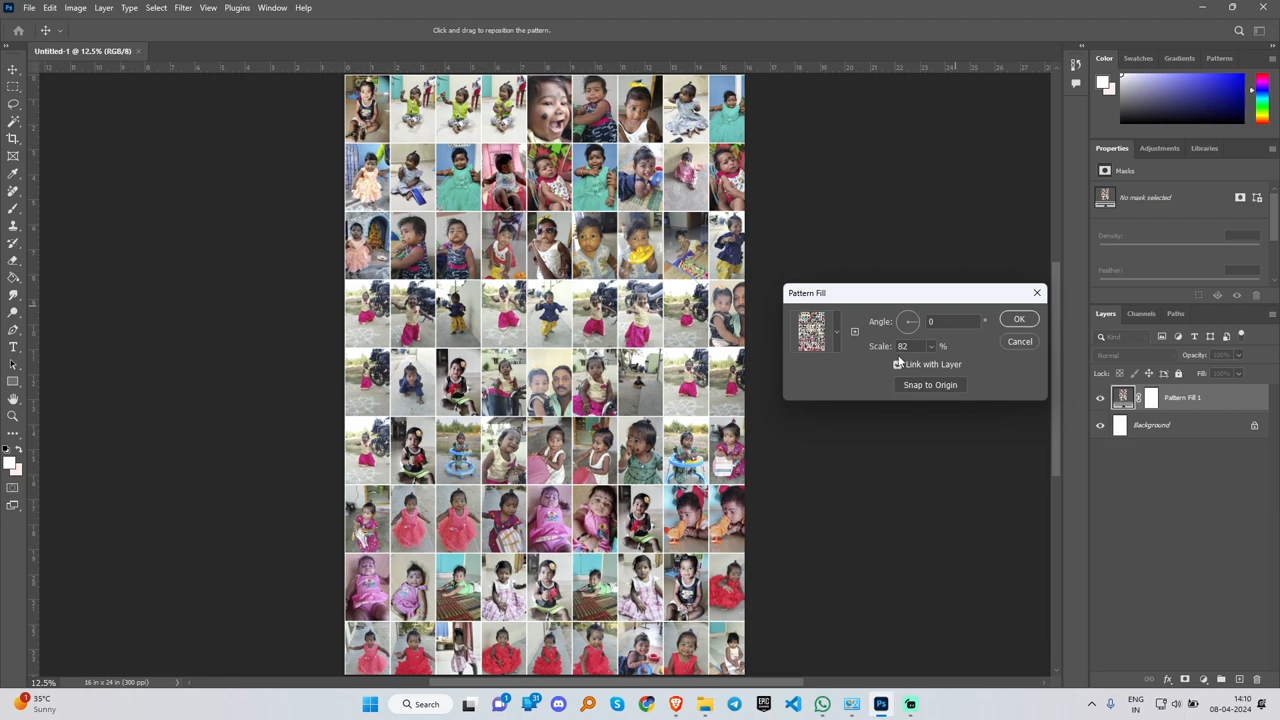 File Edit Image Layer Type Select Filter View Plugins Window Help
Click and drag to reposition the pattern.
Untitled-1 @ 12.5% (RGB/8)
Color Swatches Gradients Patterns
Properties Adjustments Libraries
Masks
No mask selected
Density:
Feather:
Pattern Fill
Angle: 0 °
OK
Scale: 82 %
Cancel
Link with Layer
Snap to Origin
Layers Channels Paths
Kind
Normal
Opacity: 100%
Lock:
Fill: 100%
Pattern Fill 1
Background
12.5%
16 in x 24 in (300 ppi)
35°C
Sunny
Search
ENG
IN
14:10
08-04-2024